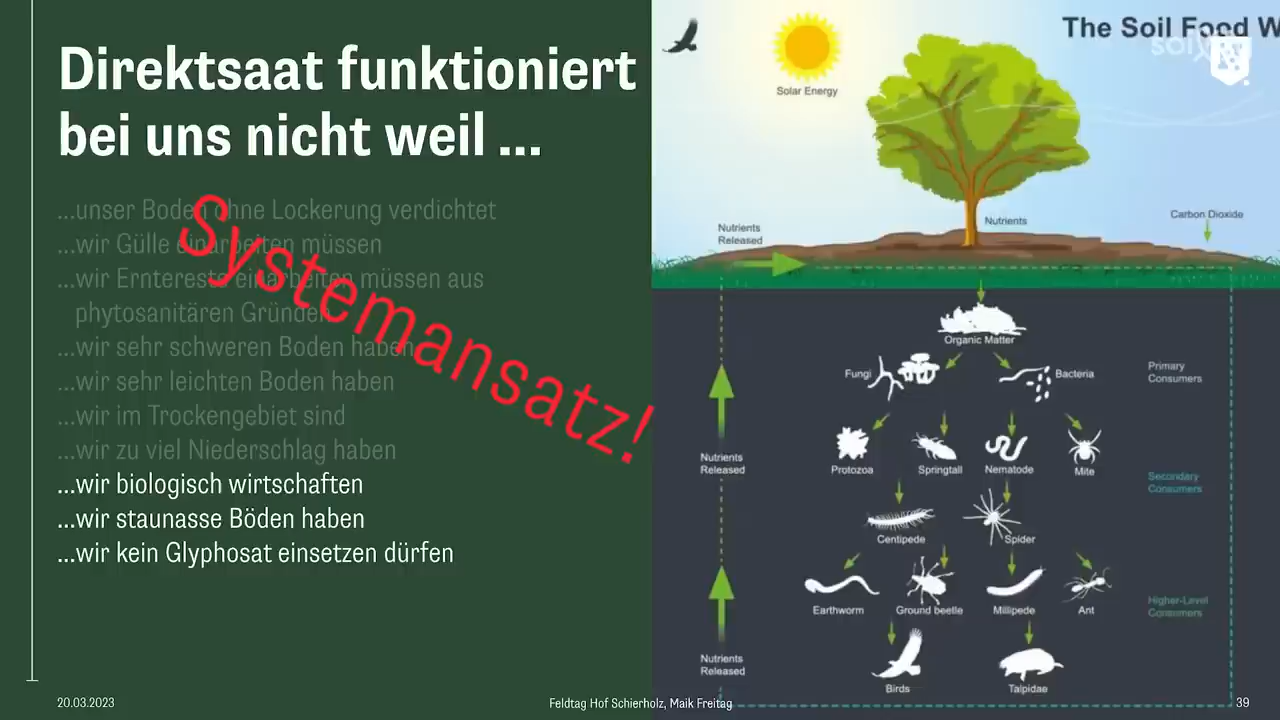 Direktsaat funktioniert
bei uns nicht weil ...
...unser Boden ohne Lockerung verdichtet
...wir Gülle einarbeiten müssen
...wir Erntereste einarbeiten müssen aus
phytosanitären Gründen
...wir sehr schweren Boden haben
...wir sehr leichten Boden haben
...wir im Trockengebiet sind
...wir zu viel Niederschlag haben
...wir biologisch wirtschaften
...wir staunasse Böden haben
...wir kein Glyphosat einsetzen dürfen
Systemansatz!
The Soil Food W
Solar Energy
Nutrients
Carbon Dioxide
Nutrients
Released
Organic Matter
Fungi
Bacteria
Primary
Consumers
Nutrients
Released
Protozoa
Springtall
Nematode
Mite
Secondary
Consumers
Centipede
Spider
Earthworm
Ground beetle
Millipede
Ant
Higher-Level
Consumers
Nutrients
Released
Birds
Talpidae
20.03.2023
Feldtag Hof Schierholz, Maik Freitag
39